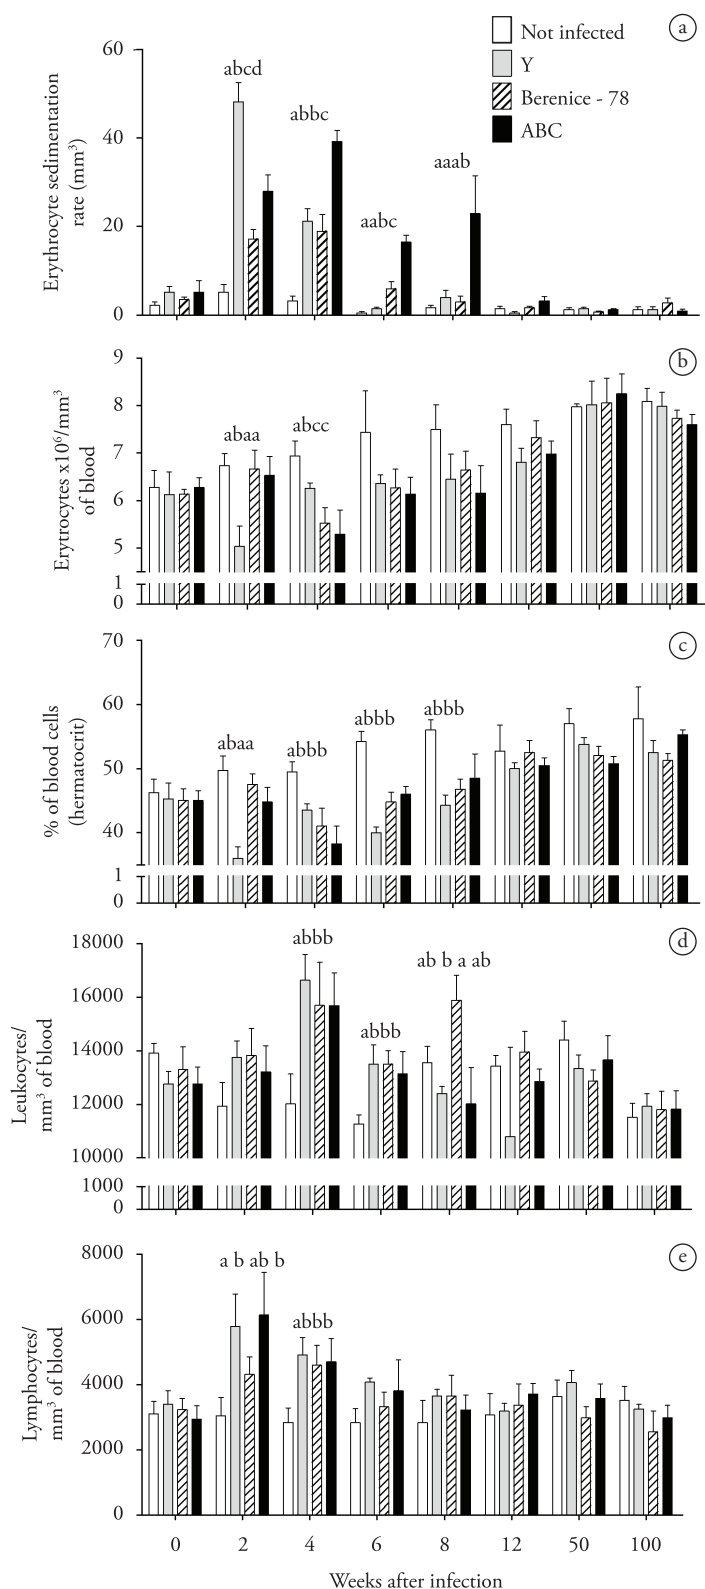 Not infected
Y
Berenice - 78
ABC
a
Erythrocyte sedimentation
rate (mm³)
60
40
20
0
abcd
abbc
aabc
aaab
b
Erytrocytes x10⁶/mm³
of blood
9
8
7
6
5
1
0
abaa
abcc
c
% of blood cells
(hermatocrit)
70
60
50
40
1
0
abaa
abbb
abbb
abbb
d
Leukocytes/
mm³ of blood
18000
16000
14000
12000
10000
1000
0
abbb
abbb
ab b a ab
e
Lymphocytes/
mm³ of blood
8000
6000
4000
2000
0
a b ab b
abbb
0 2 4 6 8 12 50 100
Weeks after infection